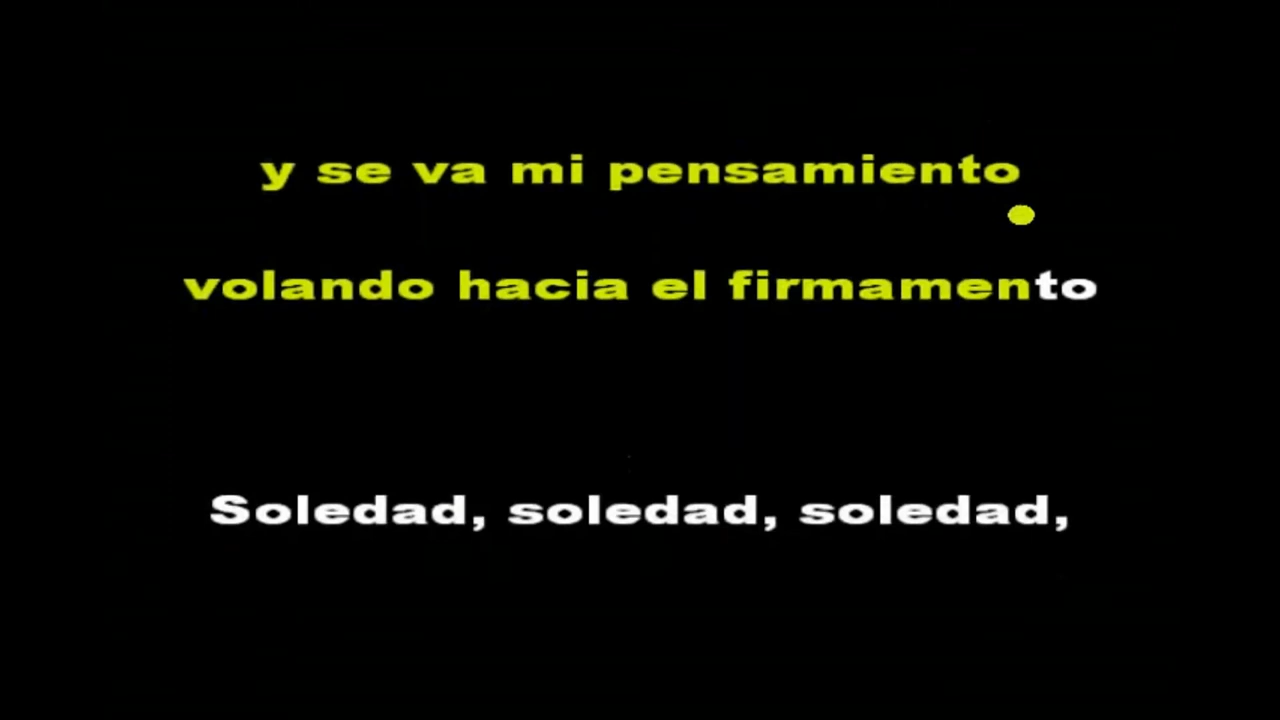 y se va mi pensamiento
volando hacia el firmamento
Soledad, soledad, soledad,